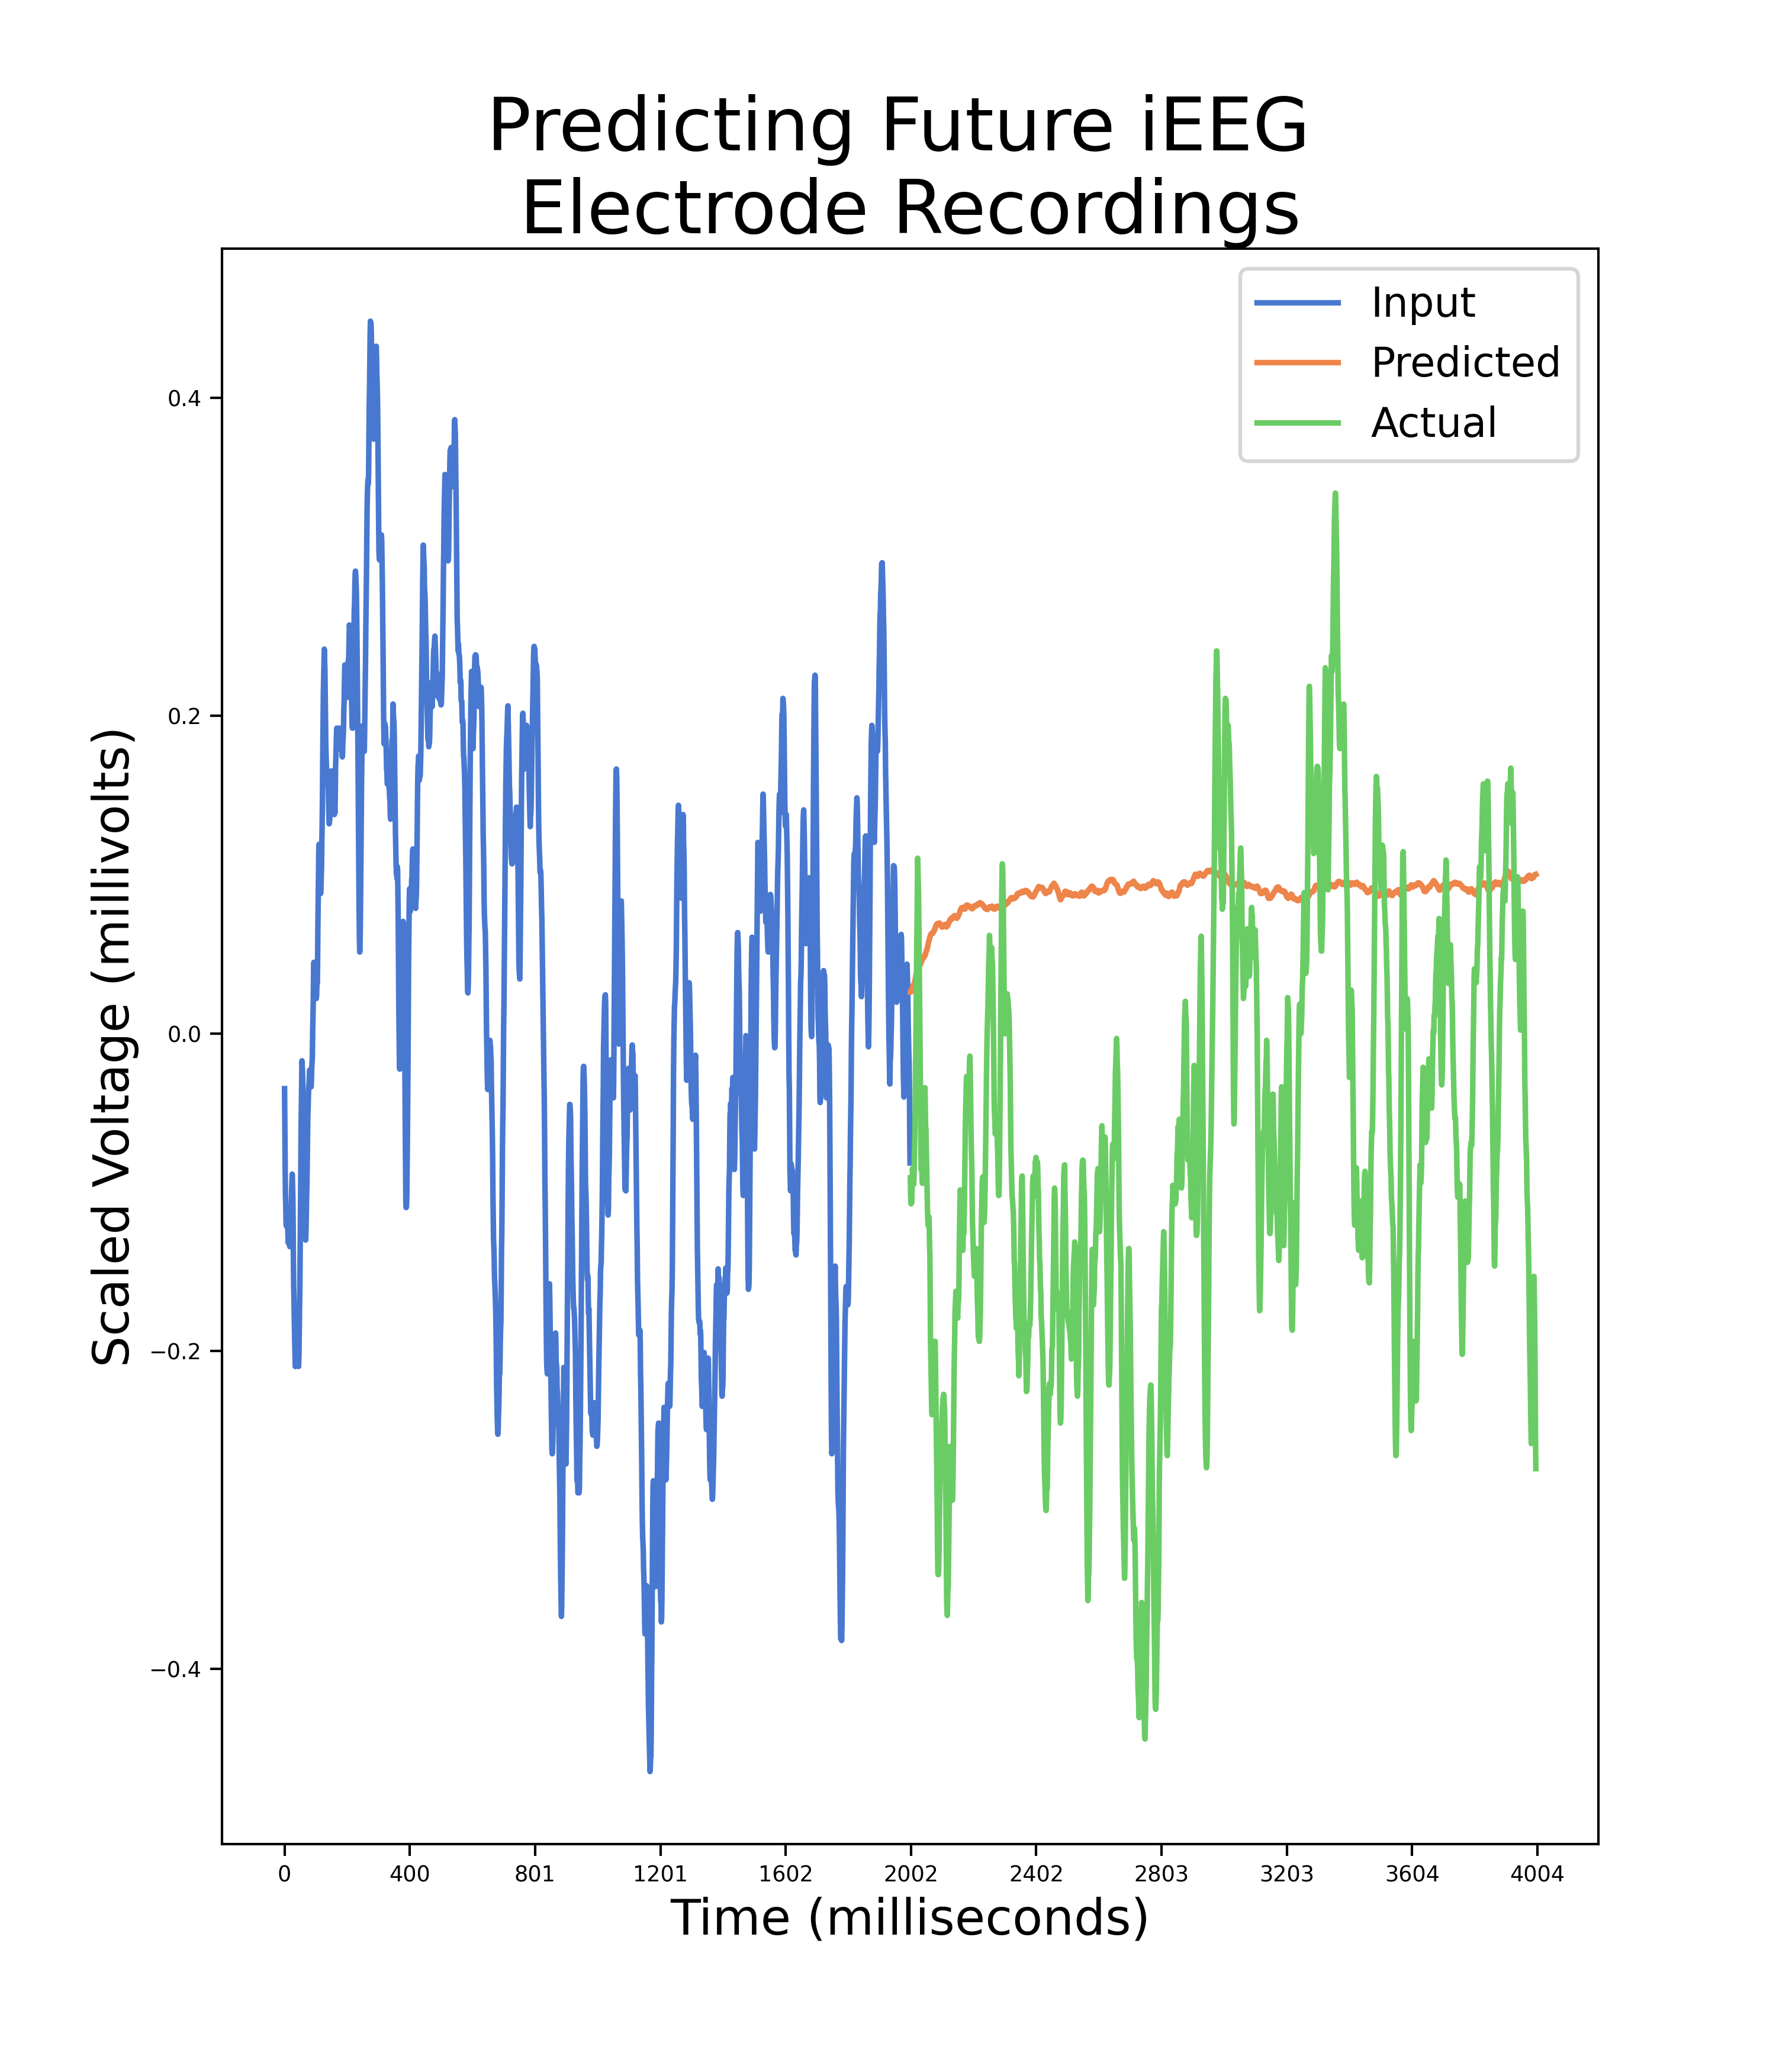 Predicting Future iEEG
Electrode Recordings
Input
Predicted
Actual
Scaled Voltage (millivolts)
0.4
0.2
0.0
−0.2
−0.4
0 400 801 1201 1602 2002 2402 2803 3203 3604 4004
Time (milliseconds)